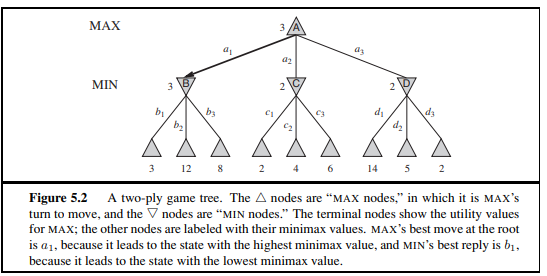 MAX
3 A
a1
a2
a3
MIN
3 B
2 C
2 D
b1
b2
b3
c1
c2
c3
d1
d2
d3
3 12 8 2 4 6 14 5 2
Figure 5.2 A two-ply game tree. The △ nodes are “MAX nodes,” in which it is MAX’s
turn to move, and the ▽ nodes are “MIN nodes.” The terminal nodes show the utility values
for MAX; the other nodes are labeled with their minimax values. MAX’s best move at the root
is a1, because it leads to the state with the highest minimax value, and MIN’s best reply is b1,
because it leads to the state with the lowest minimax value.